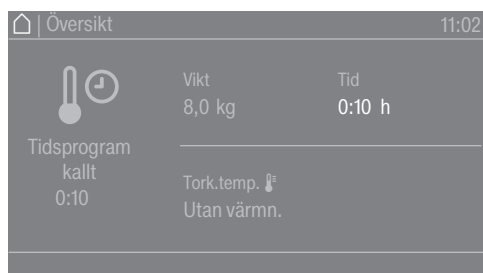 Översikt 11:02
Tidsprogram
kallt
0:10
Vikt Tid
8,0 kg 0:10 h
Tork.temp.
Utan värmn.